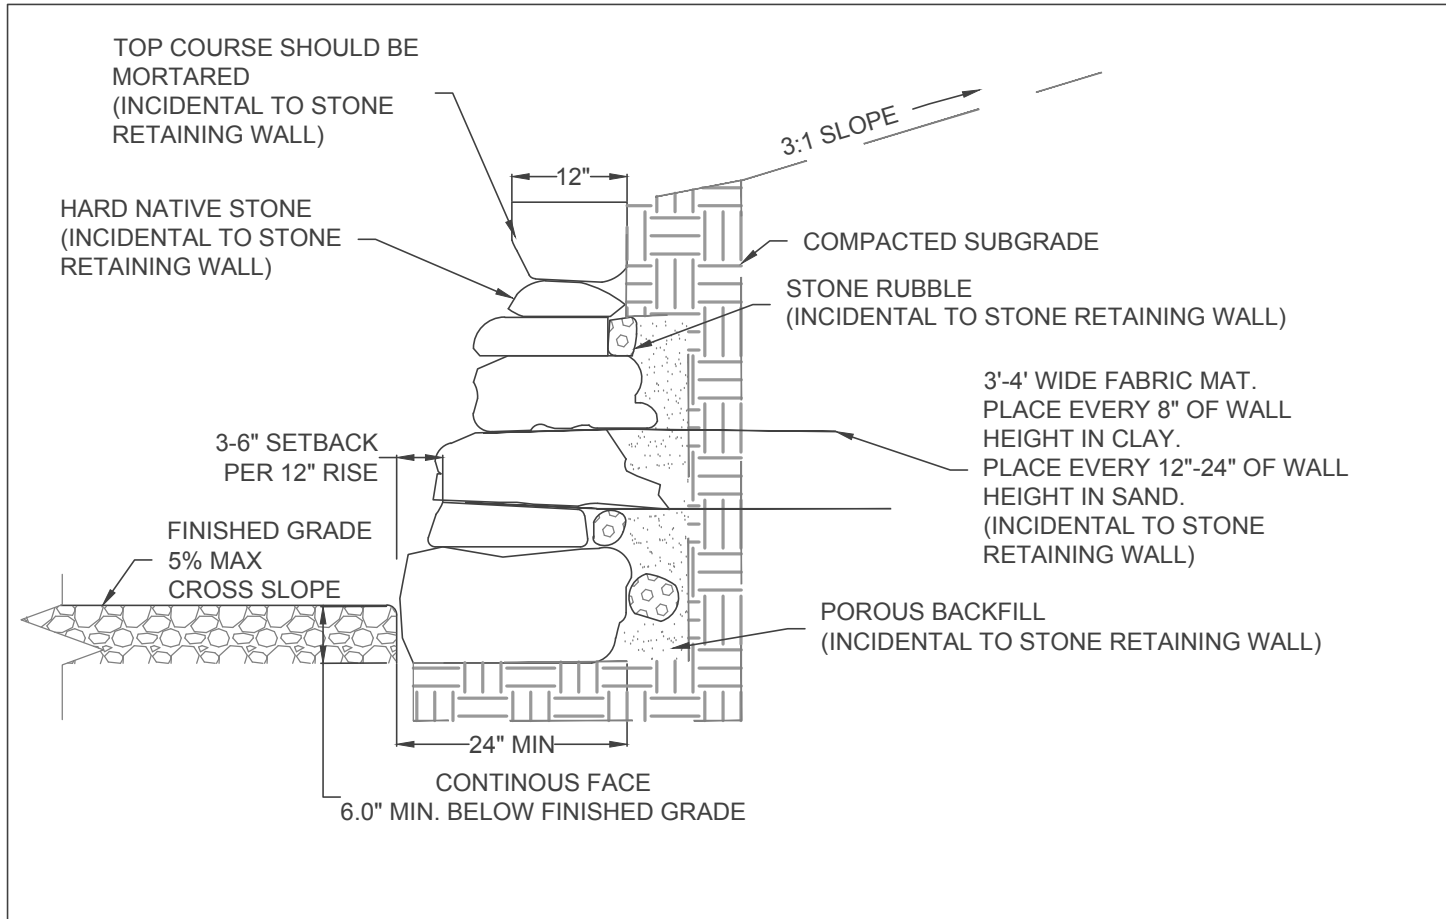 TOP COURSE SHOULD BE
MORTARED
(INCIDENTAL TO STONE
RETAINING WALL)
3:1 SLOPE
12"
HARD NATIVE STONE
(INCIDENTAL TO STONE
RETAINING WALL)
COMPACTED SUBGRADE
STONE RUBBLE
(INCIDENTAL TO STONE RETAINING WALL)
3'-4' WIDE FABRIC MAT.
PLACE EVERY 8" OF WALL
HEIGHT IN CLAY.
PLACE EVERY 12"-24" OF WALL
HEIGHT IN SAND.
(INCIDENTAL TO STONE
RETAINING WALL)
3-6" SETBACK
PER 12" RISE
FINISHED GRADE
5% MAX
CROSS SLOPE
POROUS BACKFILL
(INCIDENTAL TO STONE RETAINING WALL)
24" MIN
CONTINOUS FACE
6.0" MIN. BELOW FINISHED GRADE